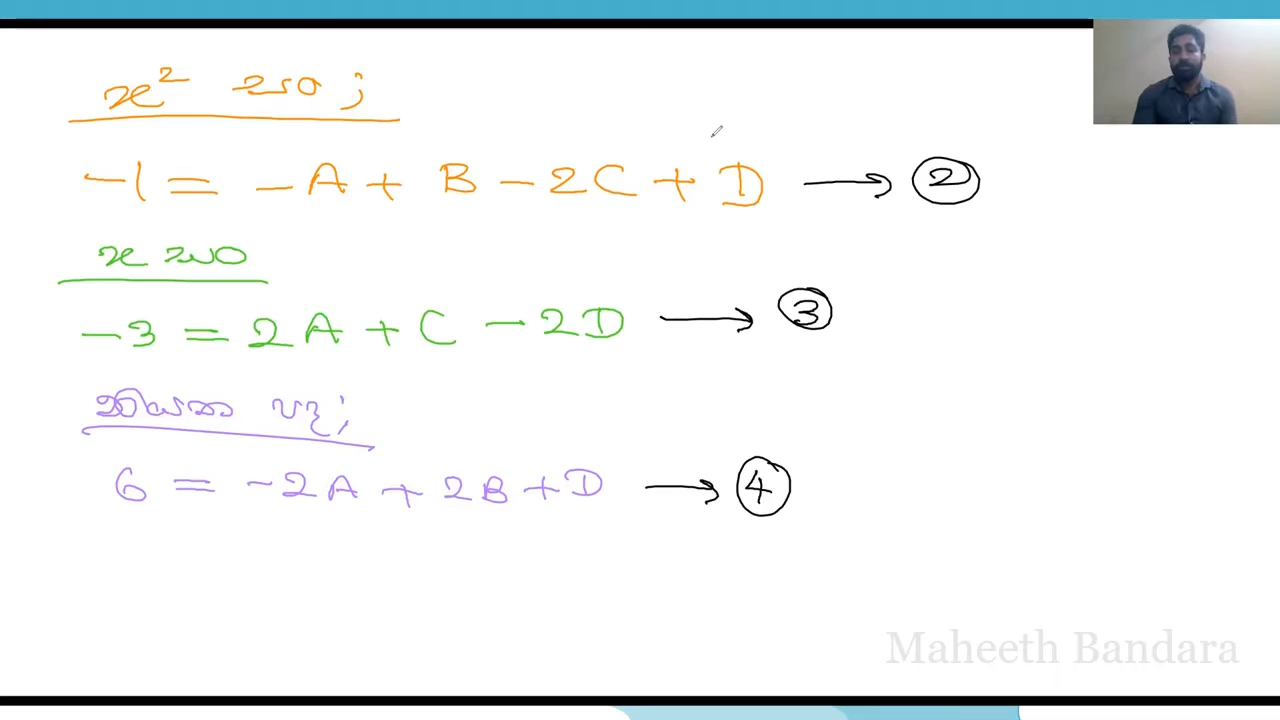 x² න්ට ;
-1 = -A + B - 2C + D → ②
x න්ට
-3 = 2A + C - 2D → ③
නියත පද ;
6 = -2A + 2B + D → ④
Maheeth Bandara